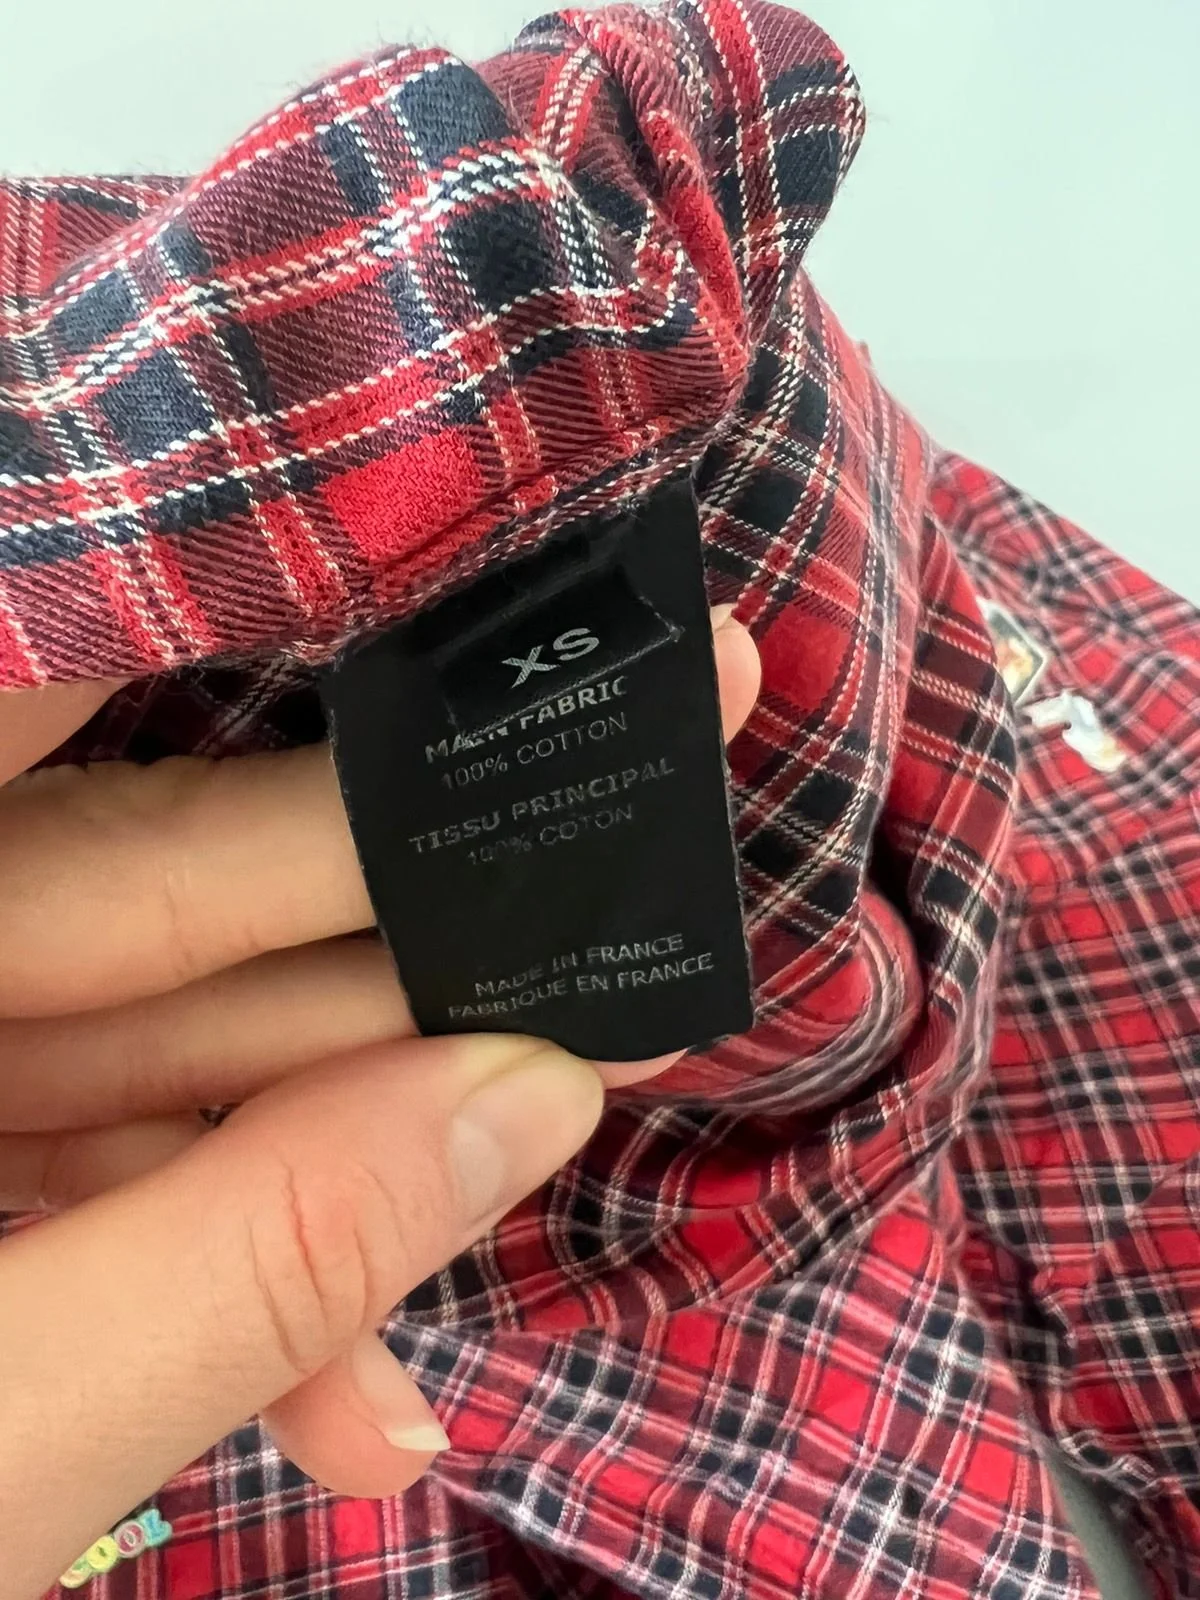 XS
MAIN FABRIC
100% COTTON
TISSU PRINCIPAL
100% COTON
MADE IN FRANCE
FABRIQUE EN FRANCE